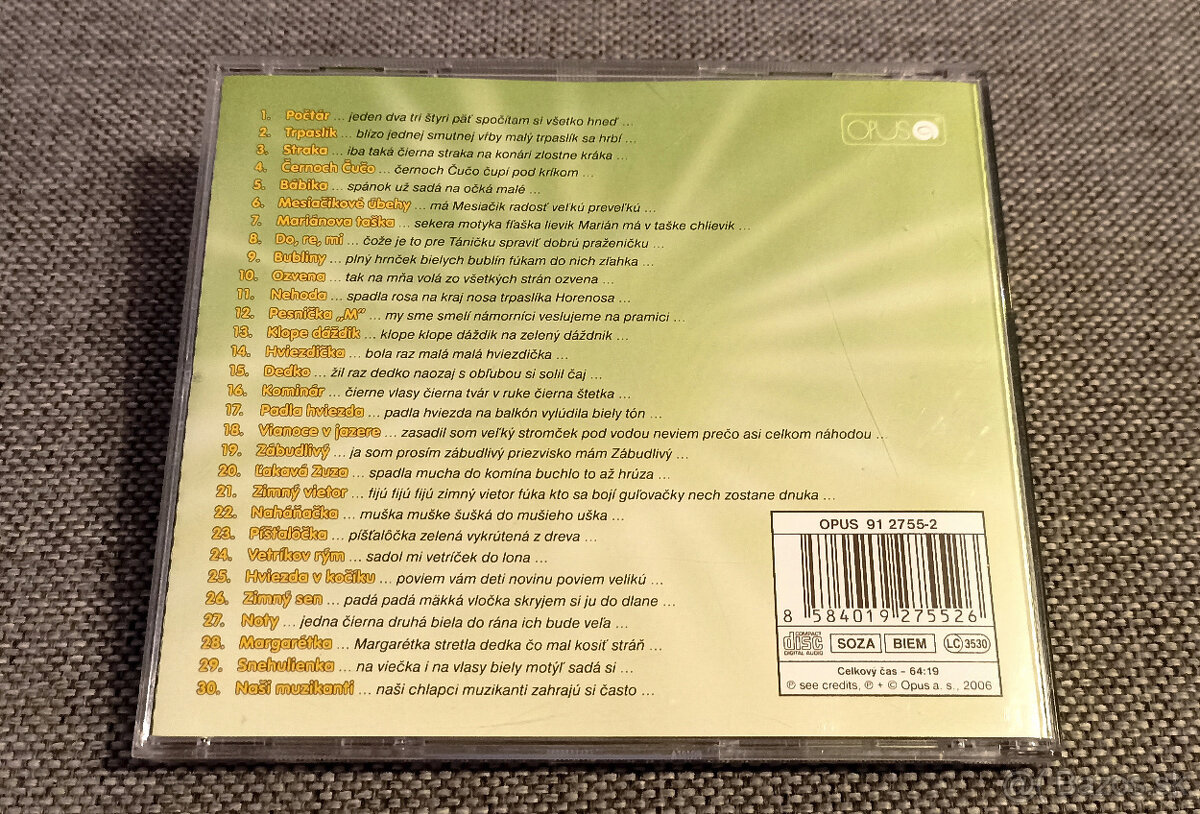 1. Počtár ... jeden dva tri štyri päť spočítam si všetko hneď ...
2. Trpaslík ... blízo jednej smutnej vŕby malý trpaslík sa hrbí ...
3. Straka ... iba taká čierna straka na konári zlostne kráka ...
4. Černoch Čučo ... černoch Čučo čupí pod kríkom ...
5. Bábika ... spánok už sadá na očká malé ...
6. Mesiačikové úbehy ... má Mesiačik radosť veľkú preveľkú ...
7. Mariánova taška ... sekera motyka fľaška lievik Marián má v taške chlievik ...
8. Do, re, mi ... čože je to pre Táničku spraviť dobrú praženičku ...
9. Bubliny ... plný hrnček bielych bublín fúkam do nich zľahka ...
10. Ozvena ... tak na mňa volá zo všetkých strán ozvena ...
11. Nehoda ... spadla rosa na kraj nosa trpaslíka Horenosa ...
12. Pesnička „M“ ... my sme smelí námorníci veslujeme na pramici ...
13. Klope dáždik ... klope klope dáždik na zelený dáždnik ...
14. Hviezdička ... bola raz malá malá hviezdička ...
15. Dedko ... žil raz dedko naozaj s obľubou si solil čaj ...
16. Kominár ... čierne vlasy čierna tvár v ruke čierna štetka ...
17. Padla hviezda ... padla hviezda na balkón vylúdila biely tón ...
18. Vianoce v jazere ... zasadil som veľký stromček pod vodou neviem prečo asi celkom náhodou ...
19. Zábudlivý ... ja som prosím zábudlivý priezvisko mám Zábudlivý ...
20. Ľakavá Zuza ... spadla mucha do komína buchlo to až hrúza ...
21. Zimný vietor ... fijú fijú fijú zimný vietor fúka kto sa bojí guľovačky nech zostane dnuka ...
22. Naháňačka ... muška muške šušká do mušieho uška ...
23. Píšťalôčka ... píšťalôčka zelená vykrútená z dreva ...
24. Vetríkov rým ... sadol mi vetríček do lona ...
25. Hviezda v kočíku ... poviem vám deti novinu poviem velikú ...
26. Zimný sen ... padá padá mäkká vločka skryjem si ju do dlane ...
27. Noty ... jedna čierna druhá biela do rána ich bude veľa ...
28. Margarétka ... Margarétka stretla dedka čo mal kosiť stráň ...
29. Snehulienka ... na viečka i na vlasy biely motýľ sadá si ...
30. Naši muzikanti ... naši chlapci muzikanti zahrajú si často ...
OPUS
OPUS 91 2755-2
8 584019 275526
COMPACT disc DIGITAL AUDIO SOZA BIEM LC 3530
Celkový čas - 64:19
℗ see credits, ℗ + © Opus a. s., 2006